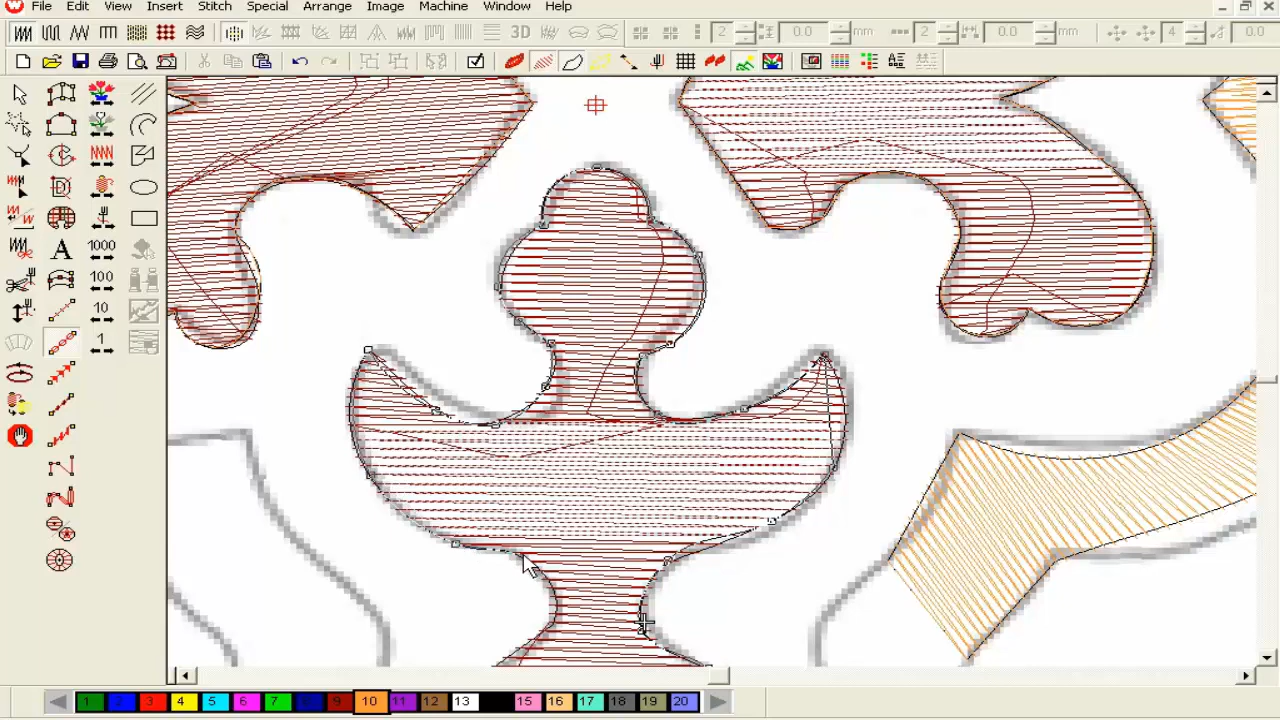 File Edit View Insert Stitch Special Arrange Image Machine Window Help
3D 2 0.0 mm 2 0.0 mm 4 0.0
A 1000
100
10
1
1 2 3 4 5 6 7 8 9 10 11 12 13 15 16 17 18 19 20